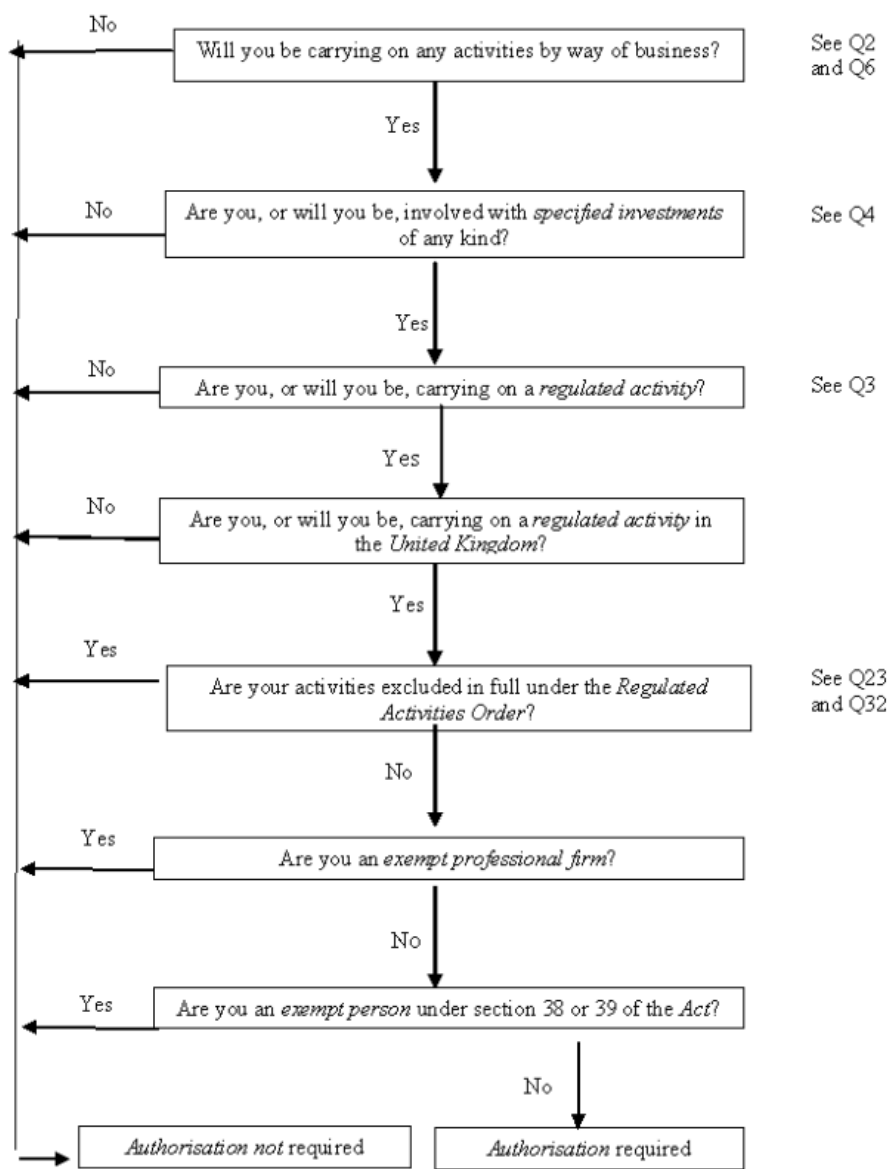 No
Will you be carrying on any activities by way of business?
See Q2
and Q6
Yes
No
Are you, or will you be, involved with specified investments
of any kind?
See Q4
Yes
No
Are you, or will you be, carrying on a regulated activity?
See Q3
Yes
No
Are you, or will you be, carrying on a regulated activity in
the United Kingdom?
Yes
Yes
Are your activities excluded in full under the Regulated
Activities Order?
See Q23
and Q32
No
Yes
Are you an exempt professional firm?
No
Yes
Are you an exempt person under section 38 or 39 of the Act?
No
Authorisation not required
Authorisation required